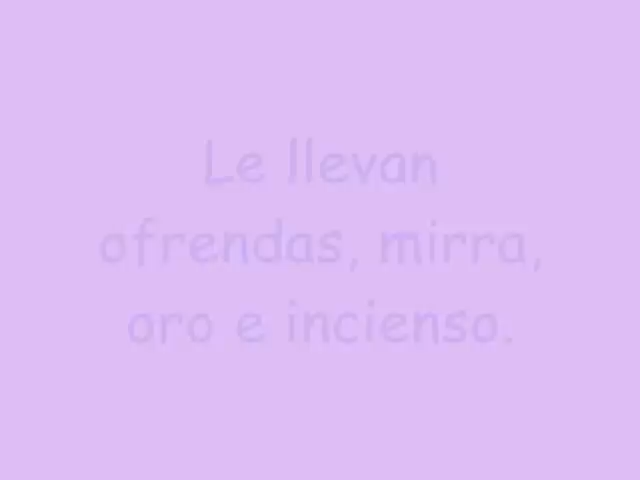 Le llevan
ofrendas, mirra,
oro e incienso.